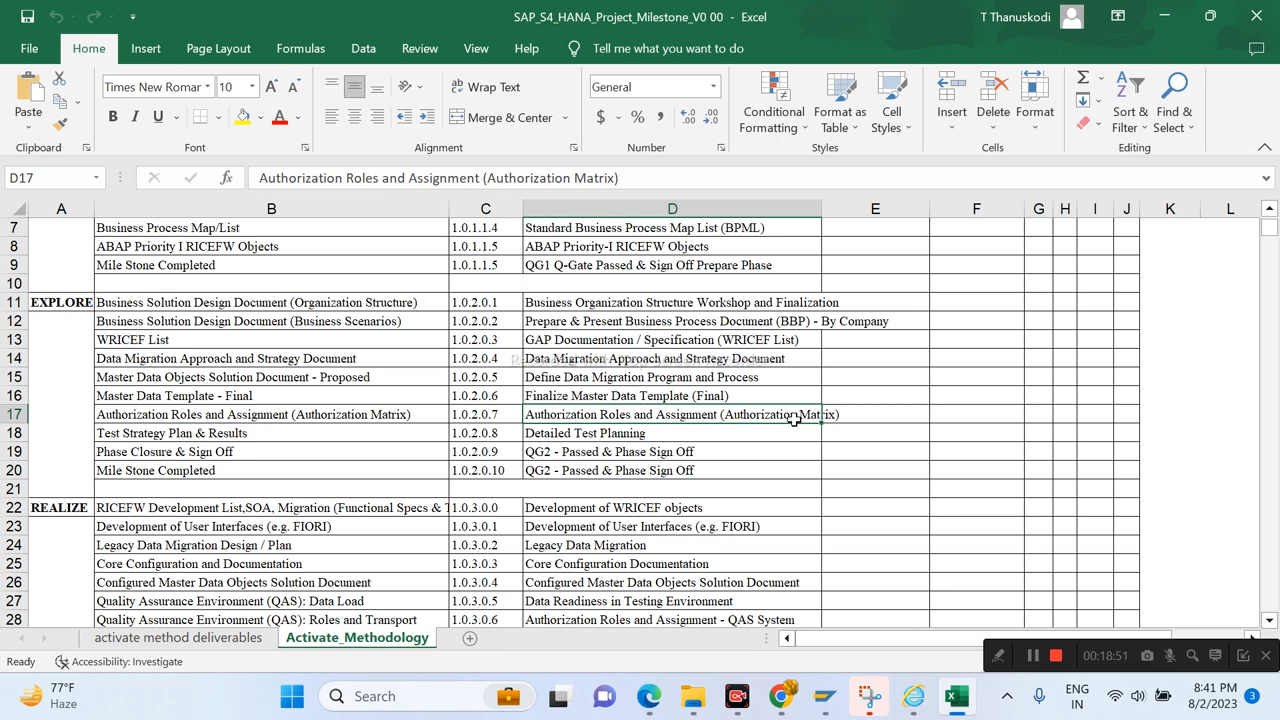 SAP_S4_HANA_Project_Milestone_V0 00 - Excel
T Thanuskodi
File Home Insert Page Layout Formulas Data Review View Help Tell me what you want to do
Paste
Clipboard
Times New Romar 10
B I U
Font
Wrap Text
Merge & Center
Alignment
General
$ % ,
Number
Conditional Formatting
Format as Table
Cell Styles
Styles
Insert Delete Format
Cells
Sort & Filter
Find & Select
Editing
D17 fx Authorization Roles and Assignment (Authorization Matrix)
A B C D E F G H I J K L
7 Business Process Map/List 1.0.1.1.4 Standard Business Process Map List (BPML)
8 ABAP Priority I RICEFW Objects 1.0.1.1.5 ABAP Priority-I RICEFW Objects
9 Mile Stone Completed 1.0.1.1.5 QG1 Q-Gate Passed & Sign Off Prepare Phase
10
11 EXPLORE Business Solution Design Document (Organization Structure) 1.0.2.0.1 Business Organization Structure Workshop and Finalization
12 Business Solution Design Document (Business Scenarios) 1.0.2.0.2 Prepare & Present Business Process Document (BBP) - By Company
13 WRICEF List 1.0.2.0.3 GAP Documentation / Specification (WRICEF List)
14 Data Migration Approach and Strategy Document 1.0.2.0.4 Data Migration Approach and Strategy Document
15 Master Data Objects Solution Document - Proposed 1.0.2.0.5 Define Data Migration Program and Process
16 Master Data Template - Final 1.0.2.0.6 Finalize Master Data Template (Final)
17 Authorization Roles and Assignment (Authorization Matrix) 1.0.2.0.7 Authorization Roles and Assignment (Authorization Matrix)
18 Test Strategy Plan & Results 1.0.2.0.8 Detailed Test Planning
19 Phase Closure & Sign Off 1.0.2.0.9 QG2 - Passed & Phase Sign Off
20 Mile Stone Completed 1.0.2.0.10 QG2 - Passed & Phase Sign Off
21
22 REALIZE RICEFW Development List,SOA, Migration (Functional Specs & T 1.0.3.0.0 Development of WRICEF objects
23 Development of User Interfaces (e.g. FIORI) 1.0.3.0.1 Development of User Interfaces (e.g. FIORI)
24 Legacy Data Migration Design / Plan 1.0.3.0.2 Legacy Data Migration
25 Core Configuration and Documentation 1.0.3.0.3 Core Configuration Documentation
26 Configured Master Data Objects Solution Document 1.0.3.0.4 Configured Master Data Objects Solution Document
27 Quality Assurance Environment (QAS): Data Load 1.0.3.0.5 Data Readiness in Testing Environment
28 Quality Assurance Environment (QAS): Roles and Transport 1.0.3.0.6 Authorization Roles and Assignment - QAS System
activate method deliverables Activate_Methodology
Ready Accessibility: Investigate
00:18:51
77°F
Haze
Search
ENG
IN
8:41 PM
8/2/2023
3